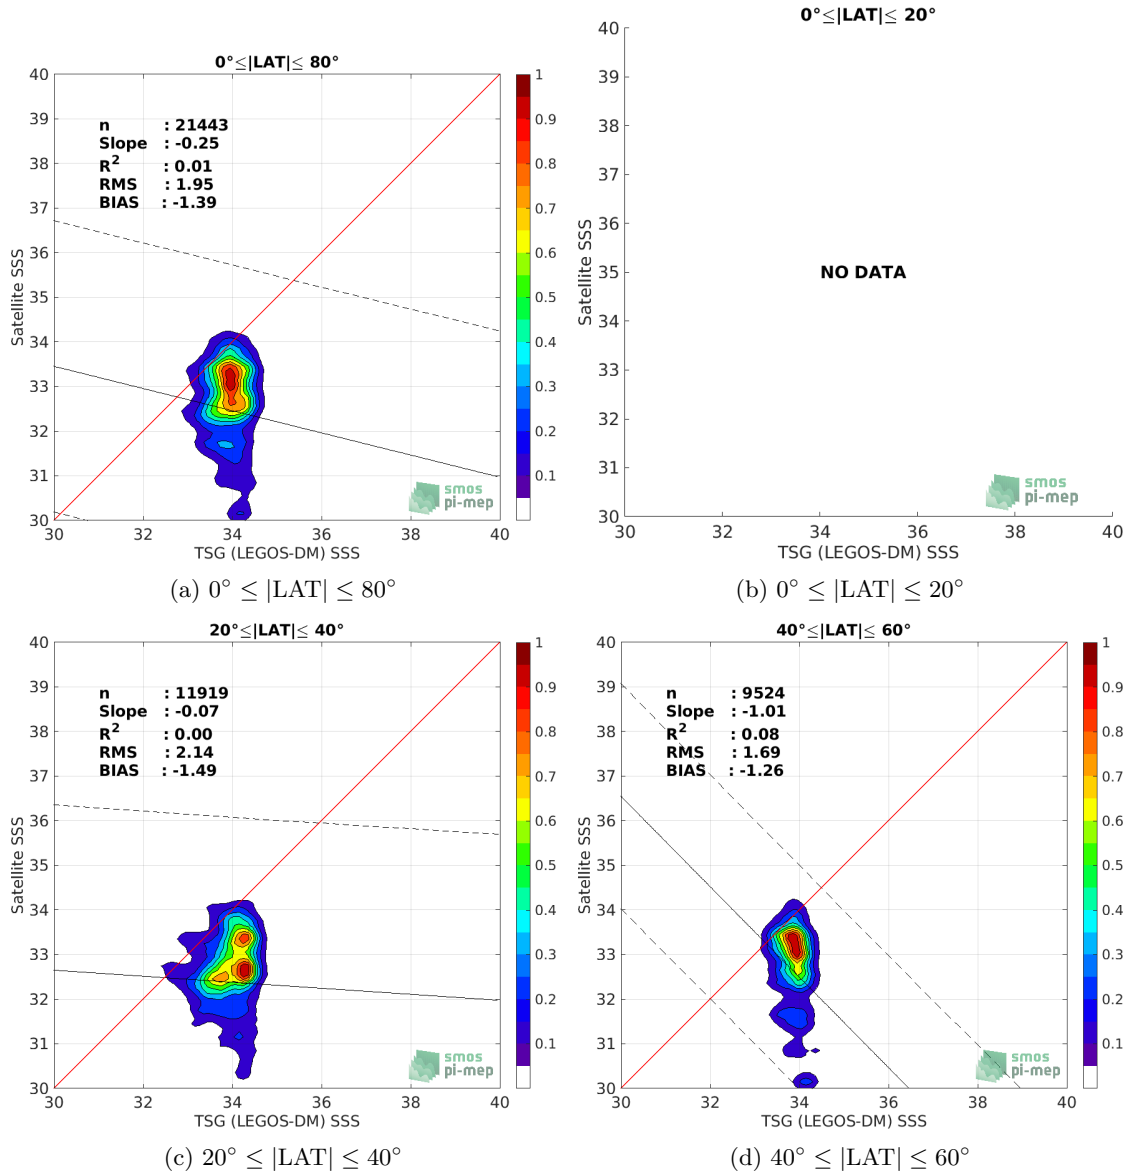 0°≤|LAT|≤ 80°
n : 21443
Slope : -0.25
R² : 0.01
RMS : 1.95
BIAS : -1.39
40
39
38
37
36
35
34
33
32
31
30
30 32 34 36 38 40
Satellite SSS
TSG (LEGOS-DM) SSS
1
0.9
0.8
0.7
0.6
0.5
0.4
0.3
0.2
0.1
smos
pi-mep
(a) 0° ≤ |LAT| ≤ 80°
0°≤|LAT|≤ 20°
40
39
38
37
36
35
34
33
32
31
30
30 32 34 36 38 40
Satellite SSS
NO DATA
TSG (LEGOS-DM) SSS
smos
pi-mep
(b) 0° ≤ |LAT| ≤ 20°
20°≤|LAT|≤ 40°
n : 11919
Slope : -0.07
R² : 0.00
RMS : 2.14
BIAS : -1.49
40
39
38
37
36
35
34
33
32
31
30
30 32 34 36 38 40
Satellite SSS
TSG (LEGOS-DM) SSS
1
0.9
0.8
0.7
0.6
0.5
0.4
0.3
0.2
0.1
smos
pi-mep
(c) 20° ≤ |LAT| ≤ 40°
40°≤|LAT|≤ 60°
n : 9524
Slope : -1.01
R² : 0.08
RMS : 1.69
BIAS : -1.26
40
39
38
37
36
35
34
33
32
31
30
30 32 34 36 38 40
Satellite SSS
TSG (LEGOS-DM) SSS
1
0.9
0.8
0.7
0.6
0.5
0.4
0.3
0.2
0.1
smos
pi-mep
(d) 40° ≤ |LAT| ≤ 60°